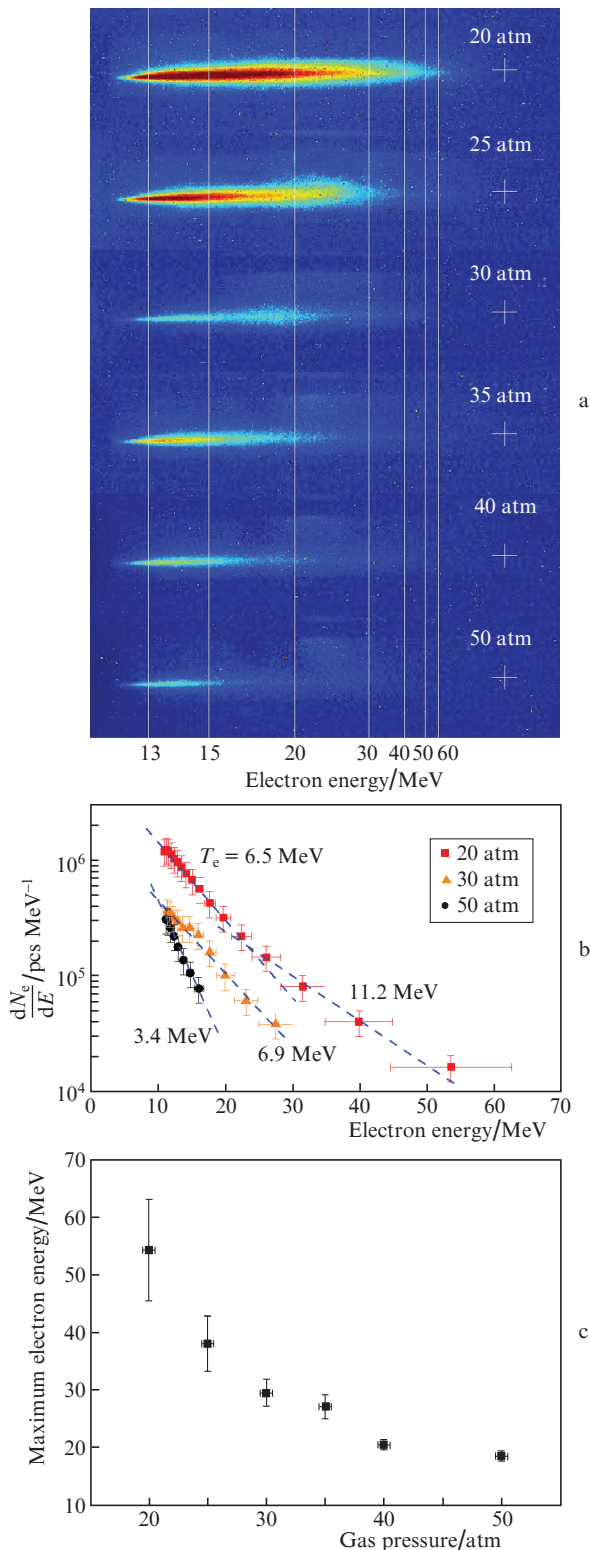 20 atm
25 atm
30 atm
35 atm
a
40 atm
50 atm
13 15 20 30 40 50 60
Electron energy/MeV
10⁶
10⁵
10⁴
dNₑ/dE/pcs MeV⁻¹
Tₑ = 6.5 MeV
20 atm
30 atm
50 atm
b
11.2 MeV
3.4 MeV
6.9 MeV
0 10 20 30 40 50 60 70
Electron energy/MeV
70
60
50
40
30
20
10
Maximum electron energy/MeV
c
20 30 40 50
Gas pressure/atm